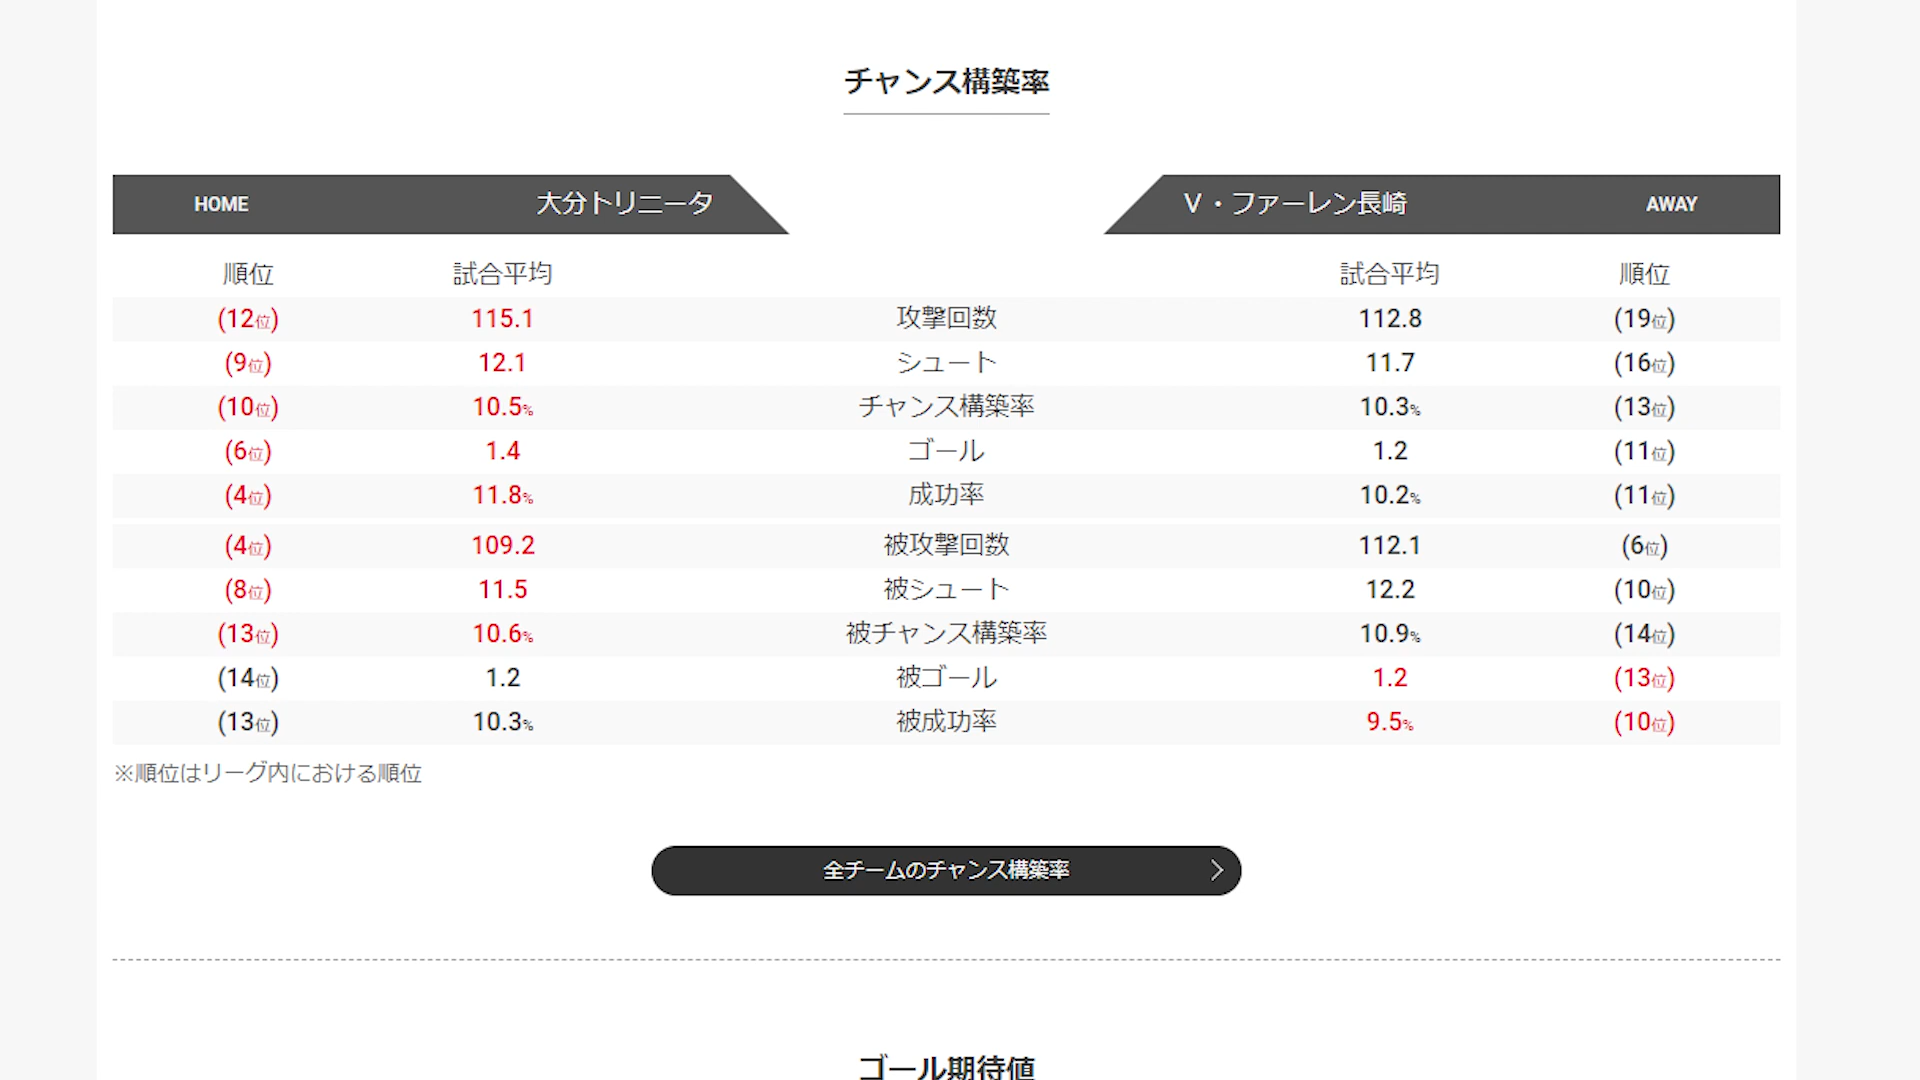 チャンス構築率
HOME 大分トリニータ V・ファーレン長崎 AWAY
順位 試合平均 試合平均 順位
(12位) 115.1 攻撃回数 112.8 (19位)
(9位) 12.1 シュート 11.7 (16位)
(10位) 10.5% チャンス構築率 10.3% (13位)
(6位) 1.4 ゴール 1.2 (11位)
(4位) 11.8% 成功率 10.2% (11位)
(4位) 109.2 被攻撃回数 112.1 (6位)
(8位) 11.5 被シュート 12.2 (10位)
(13位) 10.6% 被チャンス構築率 10.9% (14位)
(14位) 1.2 被ゴール 1.2 (13位)
(13位) 10.3% 被成功率 9.5% (10位)
※順位はリーグ内における順位
全チームのチャンス構築率
ゴール期待値